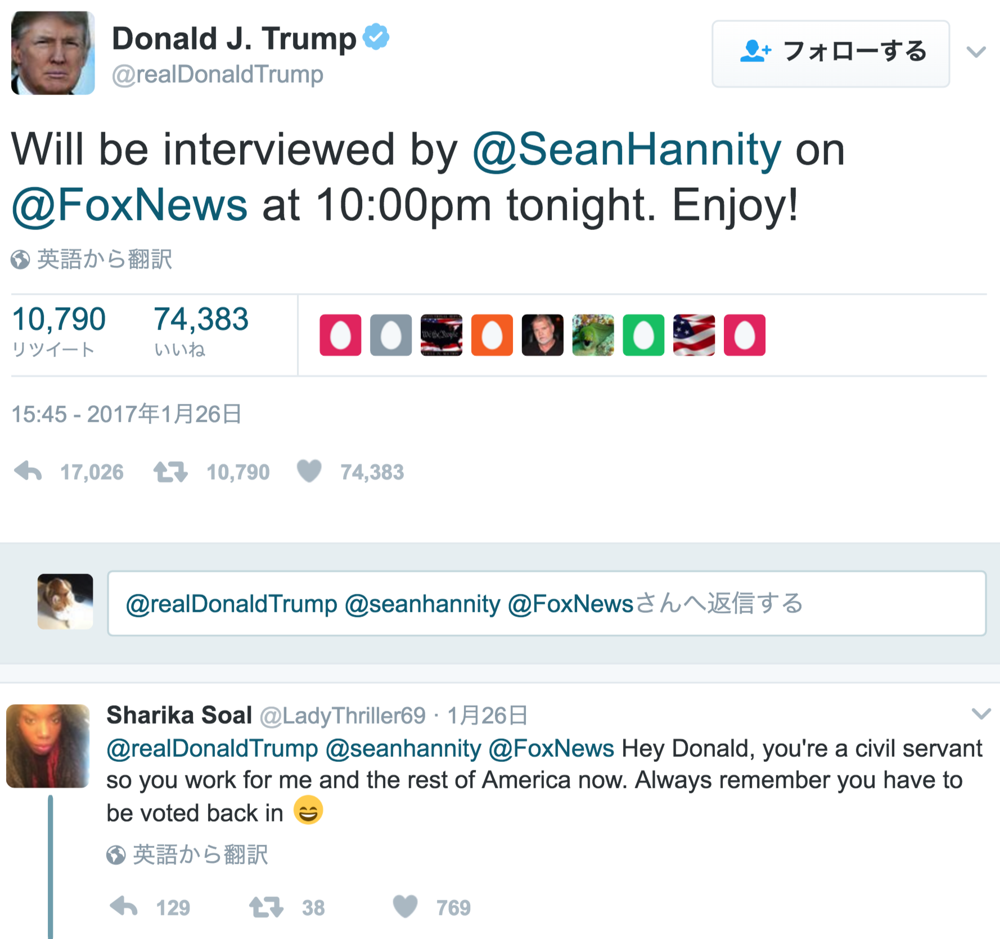 Donald J. Trump
@realDonaldTrump
フォローする
Will be interviewed by @SeanHannity on
@FoxNews at 10:00pm tonight. Enjoy!
英語から翻訳
10,790 74,383
リツイート いいね
We the People
15:45 - 2017年1月26日
17,026 10,790 74,383
@realDonaldTrump @seanhannity @FoxNewsさんへ返信する
Sharika Soal @LadyThriller69 · 1月26日
@realDonaldTrump @seanhannity @FoxNews Hey Donald, you're a civil servant
so you work for me and the rest of America now. Always remember you have to
be voted back in 😄
英語から翻訳
129 38 769